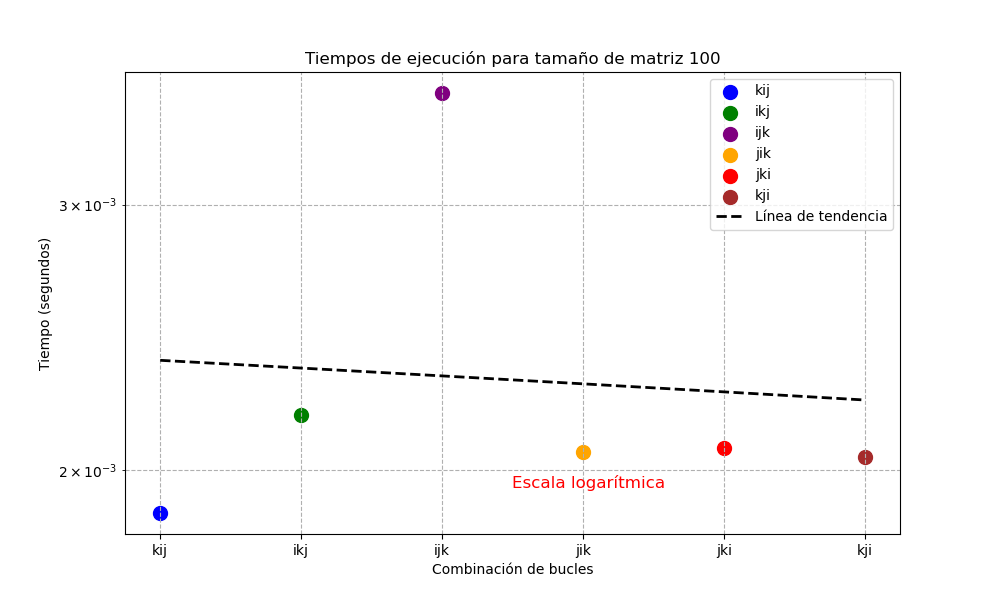 Tiempos de ejecución para tamaño de matriz 100
kij
ikj
ijk
jik
jki
kji
Línea de tendencia
3 × 10⁻³
2 × 10⁻³
Tiempo (segundos)
Escala logarítmica
kij ikj ijk jik jki kji
Combinación de bucles